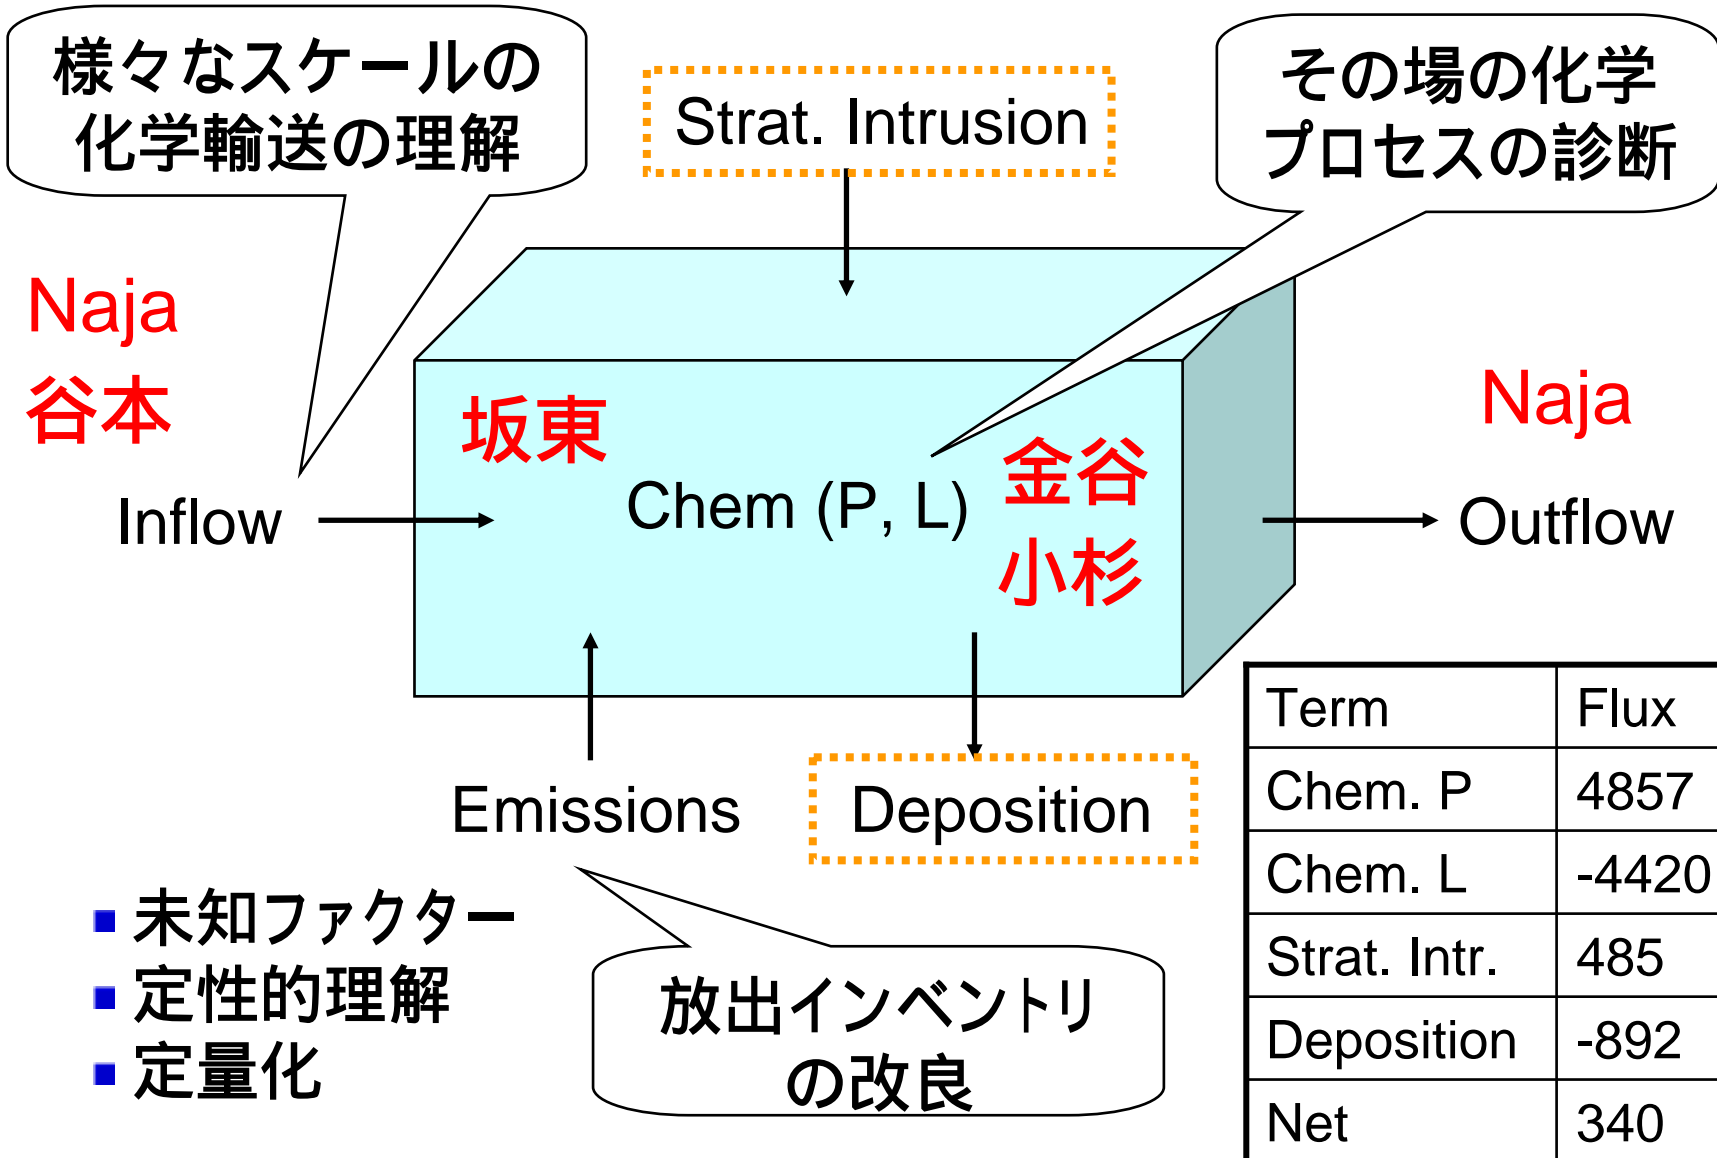 様々なスケールの
化学輸送の理解
Strat. Intrusion
その場の化学
プロセスの診断
Naja
谷本
坂東
Naja
金谷
小杉
Inflow
Chem (P, L)
Outflow
Emissions
Deposition
未知ファクター
定性的理解
定量化
放出インベントリ
の改良
Term Flux
Chem. P 4857
Chem. L -4420
Strat. Intr. 485
Deposition -892
Net 340